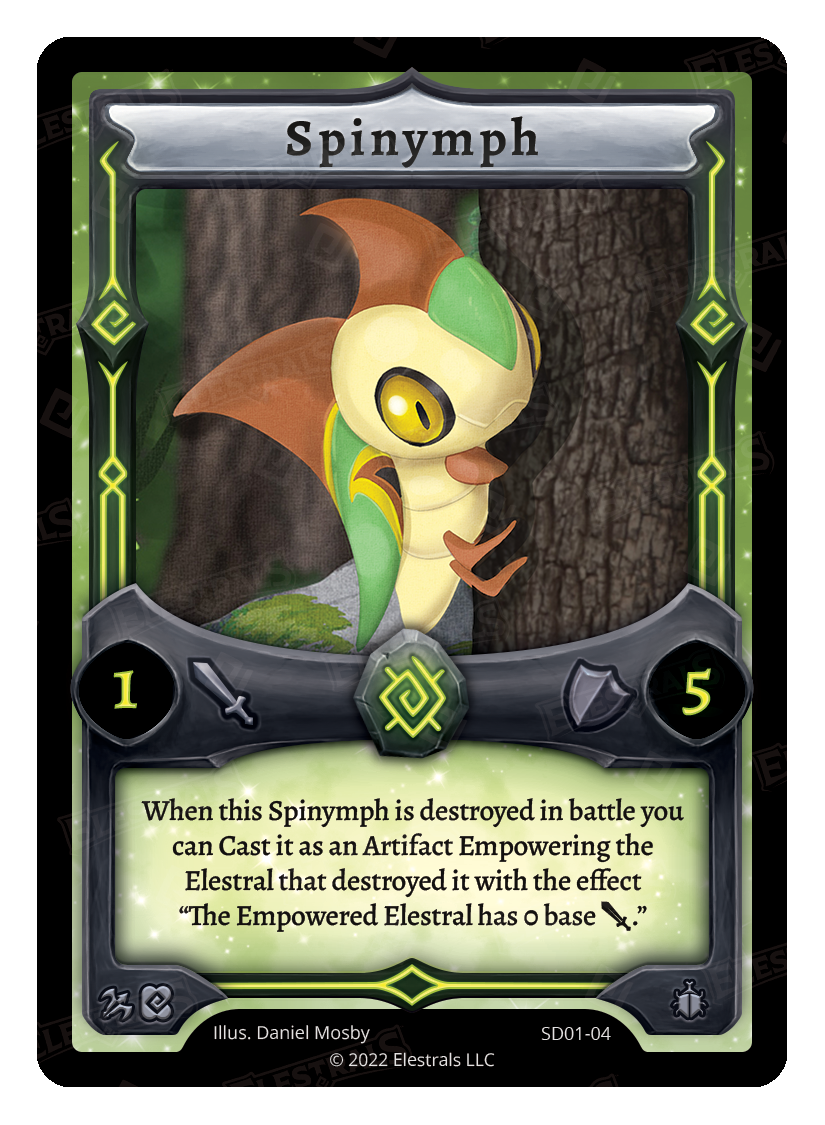 Spinymph
1
5
When this Spinymph is destroyed in battle you
can Cast it as an Artifact Empowering the
Elestral that destroyed it with the effect
“The Empowered Elestral has 0 base .”
Illus. Daniel Mosby
SD01-04
© 2022 Elestrals LLC